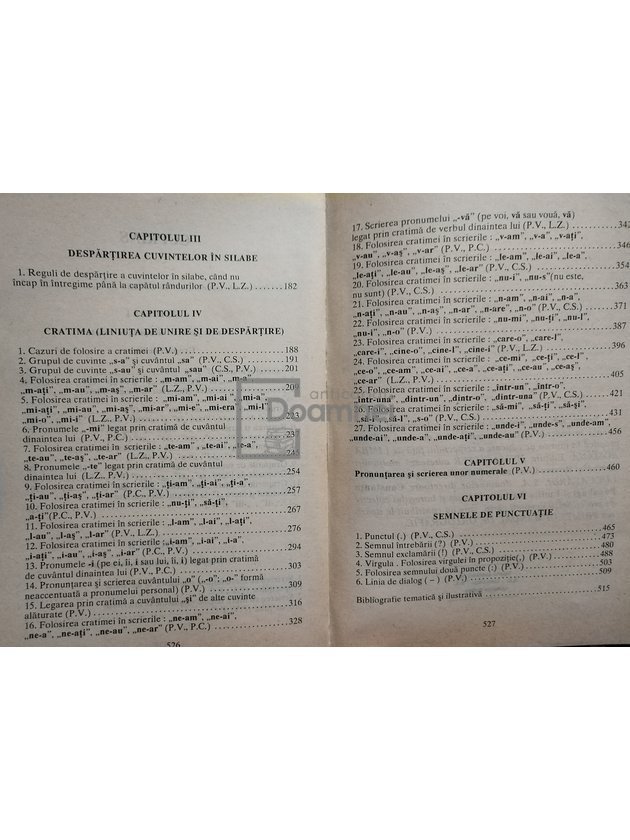 CAPITOLUL III
DESPĂRŢIREA CUVINTELOR ÎN SILABE
1. Reguli de despărţire a cuvintelor în silabe, când nu
încap în întregime până la capătul rândurilor (P.V., L.Z.).......182
CAPITOLUL IV
CRATIMA (LINIUŢA DE UNIRE ŞI DE DESPĂRŢIRE)
1. Cazuri de folosire a cratimei (P.V.) ........ 188
2. Grupul de cuvinte „s-a" şi cuvântul „sa" (P.V., C.S.) ........ 191
3. Grupul de cuvinte „s-au" şi cuvântul „sau" (C.S., P.V.) ........ 201
4. Folosirea cratimei în scrierile : „m-am", „m-ai", „m-a",
„m-aţi", „m-au", „m-aş", „m-ar" (L.Z., P.V.) ........ 201
5. Folosirea cratimei în scrierile : „mi-am", „mi-ai", „mi-a",
„mi-aţi", „mi-au", „mi-aş", „mi-ar", „mi-e", „mi-era", „mi-l",
„mi-o", „mi-i" (L.Z., P.V.) ........
6. Pronumele „-mi" legat prin cratimă de cuvântul
dinaintea lui (P.V., P.C.) ........
7. Folosirea cratimei în scrierile : „te-am", „te-ai", „te-a",
„te-au", „te-aş", „te-ar" (L.Z., P.V.) ........
8. Pronumele „-te" legat prin cratimă de cuvântul
dinaintea lui (L.Z., P.V.) ........ 254
9. Folosirea cratimei în scrierile : „ţi-am", „ţi-ai", „ţi-a",
„ţi-au", „ţi-aş", „ţi-ar" (P.C., P.V.) ........ 257
10. Folosirea cratimei în scrierile : „nu-ţi", „să-ţi",
„a-ţi"(P.C., P.V.) ........ 267
11. Folosirea cratimei în scrierile : „l-am", „l-ai", „l-aţi",
„l-au", „l-aş", „l-ar" (P.V., L.Z.) ........ 276
12. Folosirea cratimei în scrierile : „i-am", „i-ai", „i-a",
„i-aţi", „i-au", „i-aş", „i-ar" (P.C., P.V.) ........ 294
13. Pronumele -i (pe ei, îi, i sau lui, îi, i) legat prin cratimă
de cuvântul dinaintea lui (P.V., P.C.) ........ 303
14. Pronunţarea şi scrierea cuvântului „o" („-o"; „o-" formă
neaccentuată a pronumelui personal) (P.V.) ........ 309
15. Legarea prin cratimă a cuvântului „şi" de alte cuvinte
alăturate (P.V.) ........ 316
16. Folosirea cratimei în scrierile : „ne-am", „ne-ai",
„ne-a", „ne-aţi", „ne-au", „ne-ar" (P.V., P.C.) ........ 328
526
17. Scrierea pronumelui „-vă" (pe voi, vă sau vouă, vă)
legat prin cratimă de verbul dinaintea lui (P.V., L.Z.) ........ 342
18. Folosirea cratimei în scrierile : „v-am", „v-a", „v-aţi",
„v-au", „v-aş", „v-ar" (P.V., P.C.) ........ 346
19. Folosirea cratimei în scrierile : „le-am", „le-ai", „le-a",
„le-aţi", „le-au", „le-aş", „le-ar" (P.V., C.S.) ........ 354
20. Folosirea cratimei în scrierile : „nu-i", „nu-s"(nu este,
nu sunt) (P.V., C.S.) ........ 363
21. Folosirea cratimei în scrierile : „n-am", „n-ai", „n-a",
„n-aţi", „n-au", „n-aş", „n-ar", „n-are", „n-o" (P.V., C.S.) ........ 371
22. Folosirea cratimei în scrierile : „nu-mi", „nu-ţi", „nu-l",
„nu-i", „n-o" (P.V.) ........ 387
23. Folosirea cratimei în scrierile : „care-o", „care-l",
„care-i", „cine-o", „cine-l", „cine-i" (P.V.) ........ 397
24. Folosirea cratimei în scrierile : „ce-mi", „ce-ţi", „ce-l",
„ce-o", „ce-am", „ce-ai", „ce-a", „ce-aţi", „ce-au", „ce-aş",
„ce-ar" (L.Z., P.V.) ........ 405
25. Folosirea cratimei în scrierile : „într-un", „într-o",
„într-una", „dintr-un", „dintr-o", „dintr-una" (P.V., C.S.) ........ 421
26. Folosirea cratimei în scrierile : „să-mi", „să-ţi", „să-şi",
„să-i", „să-l", „s-o" (P.V., C.S.) ........ 431
27. Folosirea cratimei în scrierile : „unde-i", „unde-s", „unde-am",
„unde-ai", „unde-a", „unde-aţi", „unde-au" (P.V.) ........ 456
CAPITOLUL V
Pronunţarea şi scrierea unor numerale (P.V.) ........ 460
CAPITOLUL VI
SEMNELE DE PUNCTUAŢIE
1. Punctul (.) (P.V., C.S.) ........ 465
2. Semnul întrebării (?) (P.V.) ........ 473
3. Semnul exclamării (!) (P.V., C.S.) ........ 480
4. Virgula . Folosirea virgulei în propoziţie(,) (P.V.) ........ 488
5. Folosirea semnului două puncte (:) (P.V.) ........ 503
6. Linia de dialog (–) (P.V.) ........ 509
Bibliografie tematică şi ilustrativă ........ 515
527